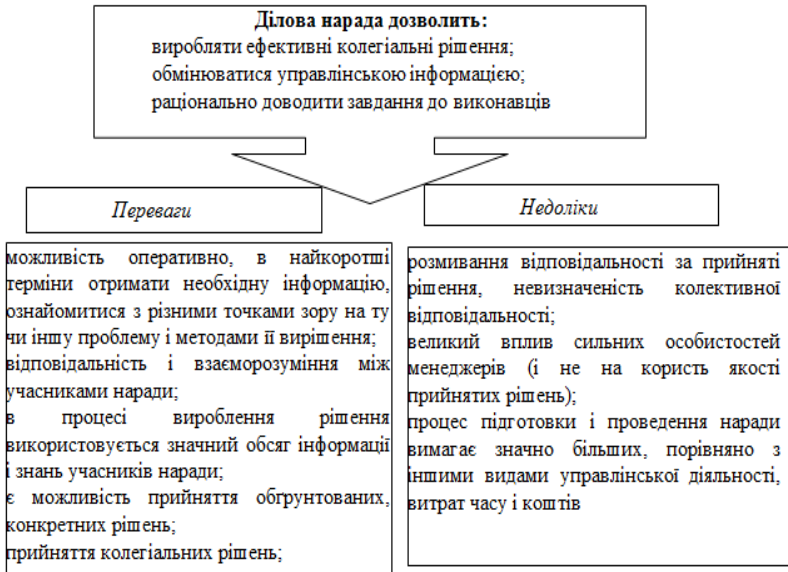 Ділова нарада дозволить:
виробляти ефективні колегіальні рішення;
обмінюватися управлінською інформацією;
раціонально доводити завдання до виконавців
Переваги
Недоліки
можливість оперативно, в найкоротші
терміни отримати необхідну інформацію,
ознайомитися з різними точками зору на ту
чи іншу проблему і методами її вирішення;
відповідальність і взаєморозуміння між
учасниками наради;
в процесі вироблення рішення
використовується значний обсяг інформації
і знань учасників наради;
є можливість прийняття обґрунтованих,
конкретних рішень;
прийняття колегіальних рішень;
розмивання відповідальності за прийняті
рішення, невизначеність колективної
відповідальності;
великий вплив сильних особистостей
менеджерів (і не на користь якості
прийнятих рішень);
процес підготовки і проведення наради
вимагає значно більших, порівняно з
іншими видами управлінської діяльності,
витрат часу і коштів